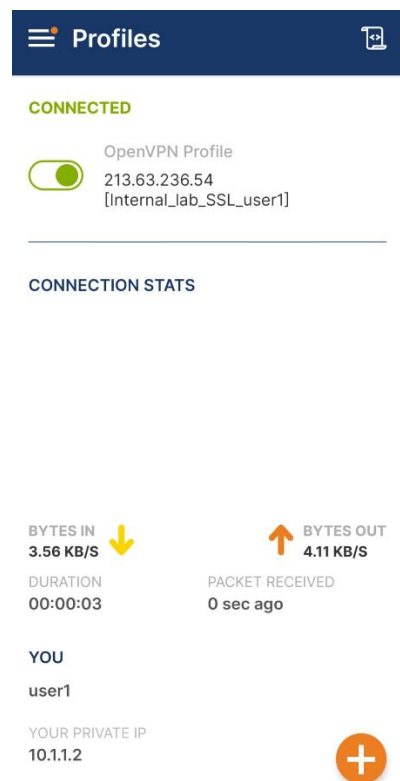 Profiles
CONNECTED
OpenVPN Profile
213.63.236.54
[Internal_lab_SSL_user1]
CONNECTION STATS
BYTES IN
3.56 KB/S
BYTES OUT
4.11 KB/S
DURATION
00:00:03
PACKET RECEIVED
0 sec ago
YOU
user1
YOUR PRIVATE IP
10.1.1.2